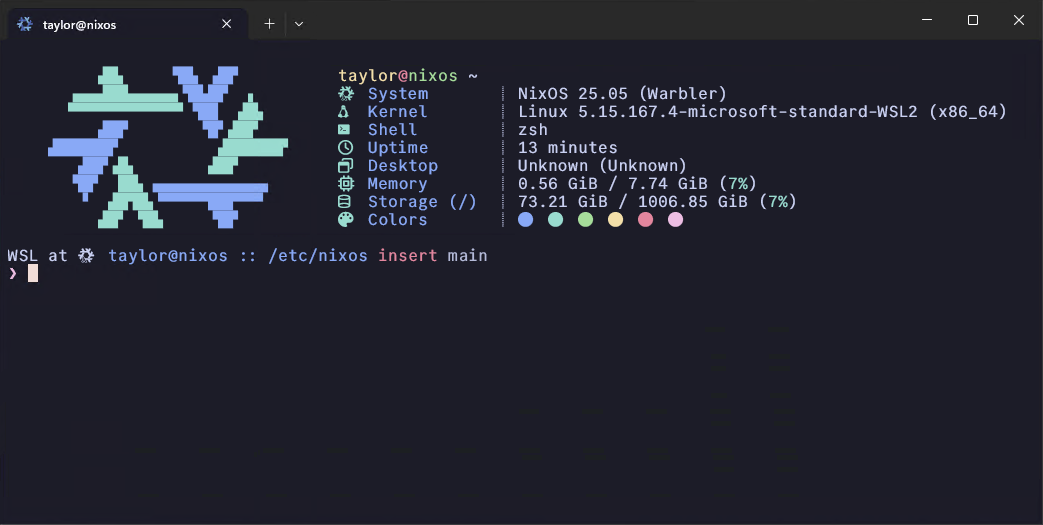 taylor@nixos
taylor@nixos ~
System NixOS 25.05 (Warbler)
Kernel Linux 5.15.167.4-microsoft-standard-WSL2 (x86_64)
Shell zsh
Uptime 13 minutes
Desktop Unknown (Unknown)
Memory 0.56 GiB / 7.74 GiB (7%)
Storage (/) 73.21 GiB / 1006.85 GiB (7%)
Colors
WSL at taylor@nixos :: /etc/nixos insert main
❯